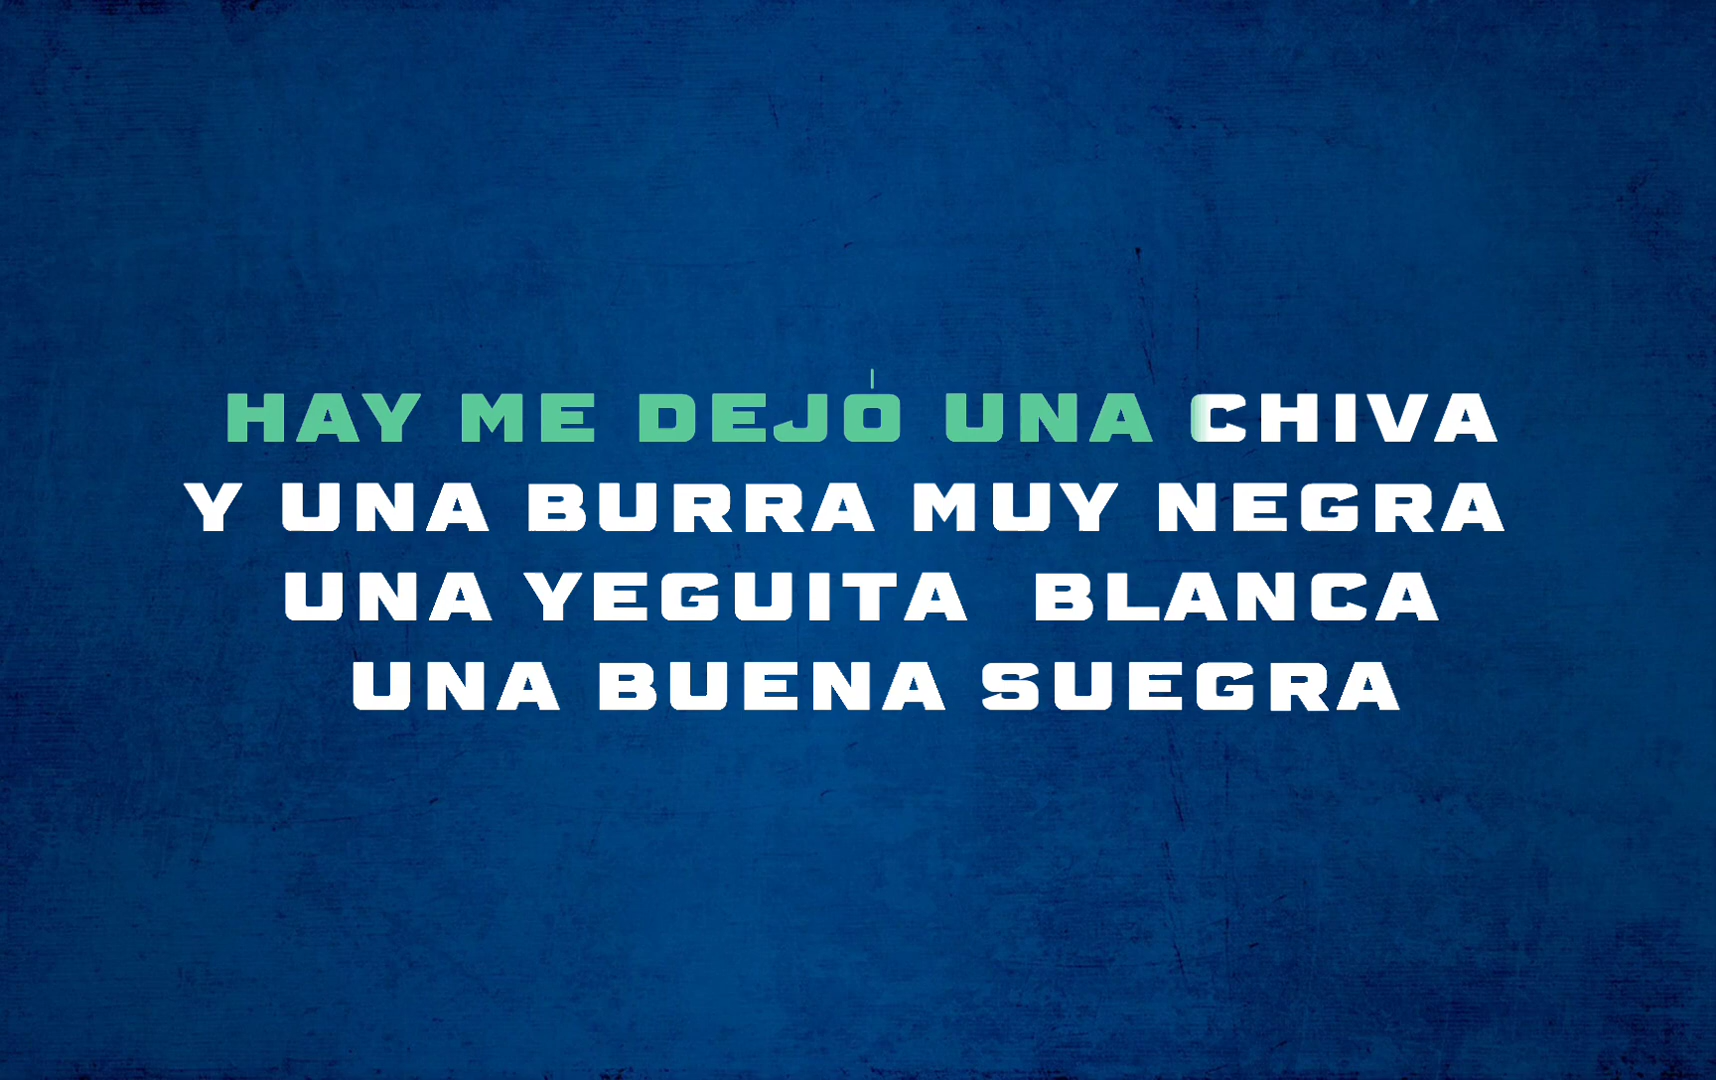 HAY ME DEJÓ UNA CHIVA
Y UNA BURRA MUY NEGRA
UNA YEGUITA BLANCA
UNA BUENA SUEGRA